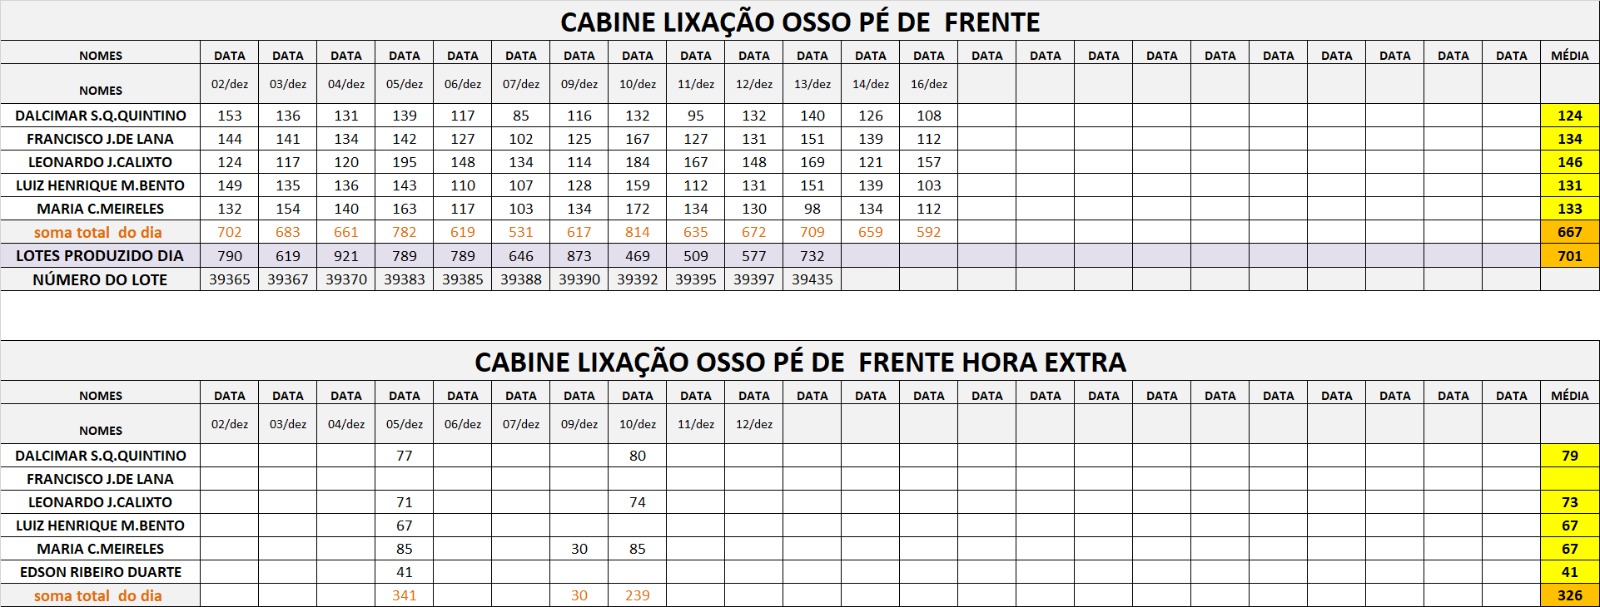 CABINE LIXAÇÃO OSSO PÉ DE FRENTE
NOMES DATA DATA DATA DATA DATA DATA DATA DATA DATA DATA DATA DATA DATA DATA DATA DATA DATA DATA DATA DATA DATA DATA DATA MÉDIA
NOMES 02/dez 03/dez 04/dez 05/dez 06/dez 07/dez 09/dez 10/dez 11/dez 12/dez 13/dez 14/dez 16/dez
DALCIMAR S.Q.QUINTINO 153 136 131 139 117 85 116 132 95 132 140 126 108 124
FRANCISCO J.DE LANA 144 141 134 142 127 102 125 167 127 131 151 139 112 134
LEONARDO J.CALIXTO 124 117 120 195 148 134 114 184 167 148 169 121 157 146
LUIZ HENRIQUE M.BENTO 149 135 136 143 110 107 128 159 112 131 151 139 103 131
MARIA C.MEIRELES 132 154 140 163 117 103 134 172 134 130 98 134 112 133
soma total do dia 702 683 661 782 619 531 617 814 635 672 709 659 592 667
LOTES PRODUZIDO DIA 790 619 921 789 789 646 873 469 509 577 732 701
NÚMERO DO LOTE 39365 39367 39370 39383 39385 39388 39390 39392 39395 39397 39435
CABINE LIXAÇÃO OSSO PÉ DE FRENTE HORA EXTRA
NOMES DATA DATA DATA DATA DATA DATA DATA DATA DATA DATA DATA DATA DATA DATA DATA DATA DATA DATA DATA DATA DATA DATA DATA MÉDIA
NOMES 02/dez 03/dez 04/dez 05/dez 06/dez 07/dez 09/dez 10/dez 11/dez 12/dez
DALCIMAR S.Q.QUINTINO 77 80 79
FRANCISCO J.DE LANA
LEONARDO J.CALIXTO 71 74 73
LUIZ HENRIQUE M.BENTO 67 67
MARIA C.MEIRELES 85 30 85 67
EDSON RIBEIRO DUARTE 41 41
soma total do dia 341 30 239 326